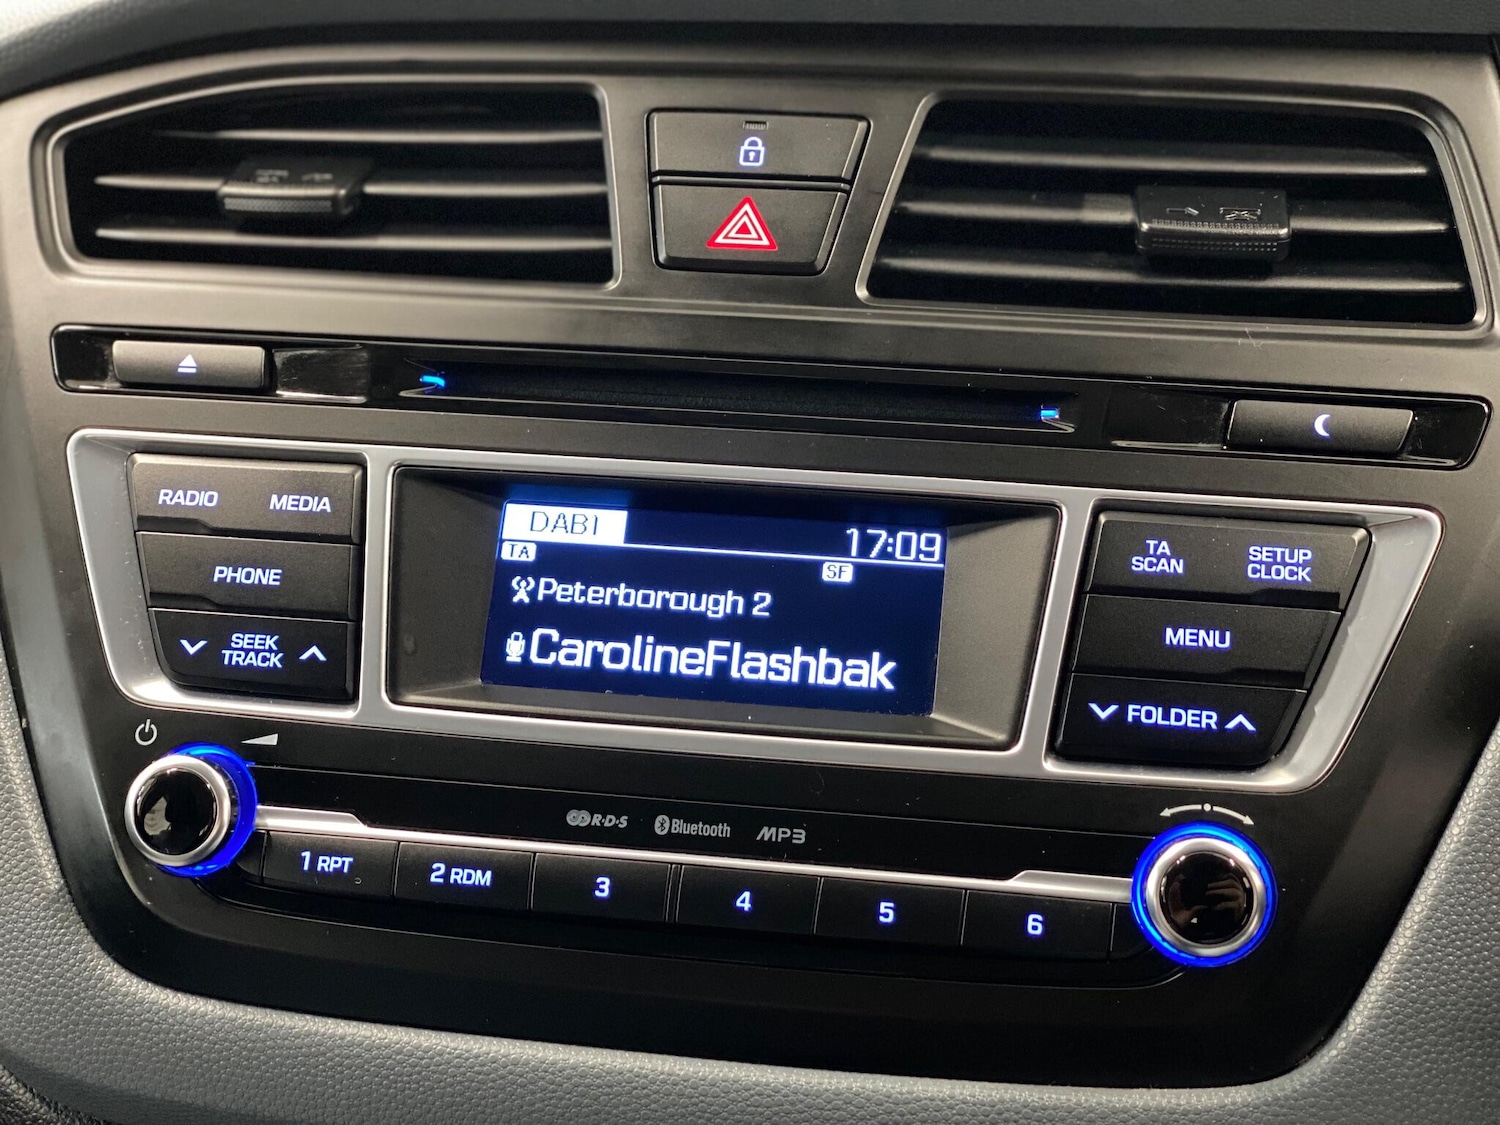 RADIO MEDIA
PHONE
SEEK
TRACK
DAB1 17:09
TA SF
Peterborough 2
CarolineFlashbak
TA
SCAN
SETUP
CLOCK
MENU
FOLDER
R·D·S Bluetooth MP3
1 RPT 2 RDM 3 4 5 6